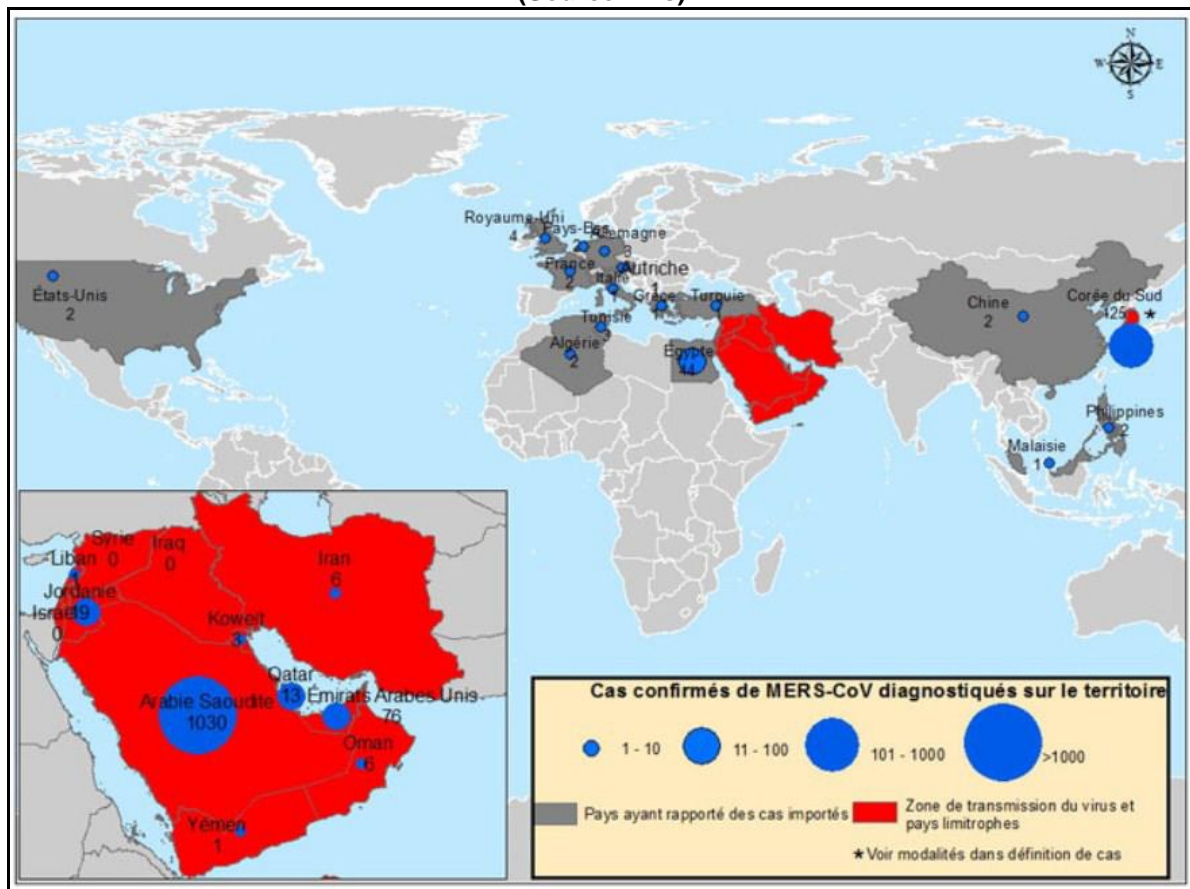 N
W E
S
Royaume-Uni
4
Pays-Bas
2
Allemagne
3
France
2
Autriche
1
Italie
1
Grèce
1
Turquie
Tunisie
3
Algérie
2
Égypte
44
États-Unis
2
Chine
2
Corée du Sud
125 *
Philippines
2
Malaisie
1
Syrie
0
Iraq
0
Iran
6
Liban
Jordanie
19
Israël
0
Koweit
3
Qatar
13
Émirats Arabes Unis
76
Arabie Saoudite
1030
Oman
6
Yémen
1
Cas confirmés de MERS-CoV diagnostiqués sur le territoire
1 - 10
11 - 100
101 - 1000
>1000
Pays ayant rapporté des cas importés
Zone de transmission du virus et
pays limitrophes
* Voir modalités dans définition de cas